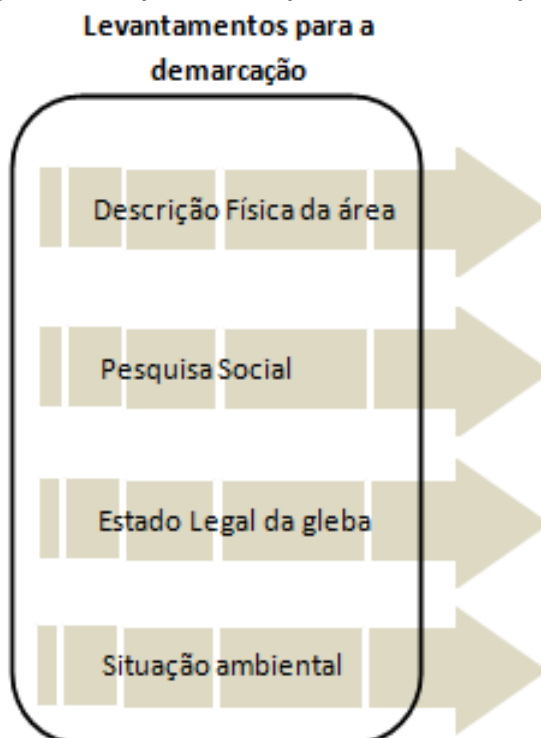 Levantamentos para a
demarcação
Descrição Física da área
Pesquisa Social
Estado Legal da gleba
Situação ambiental